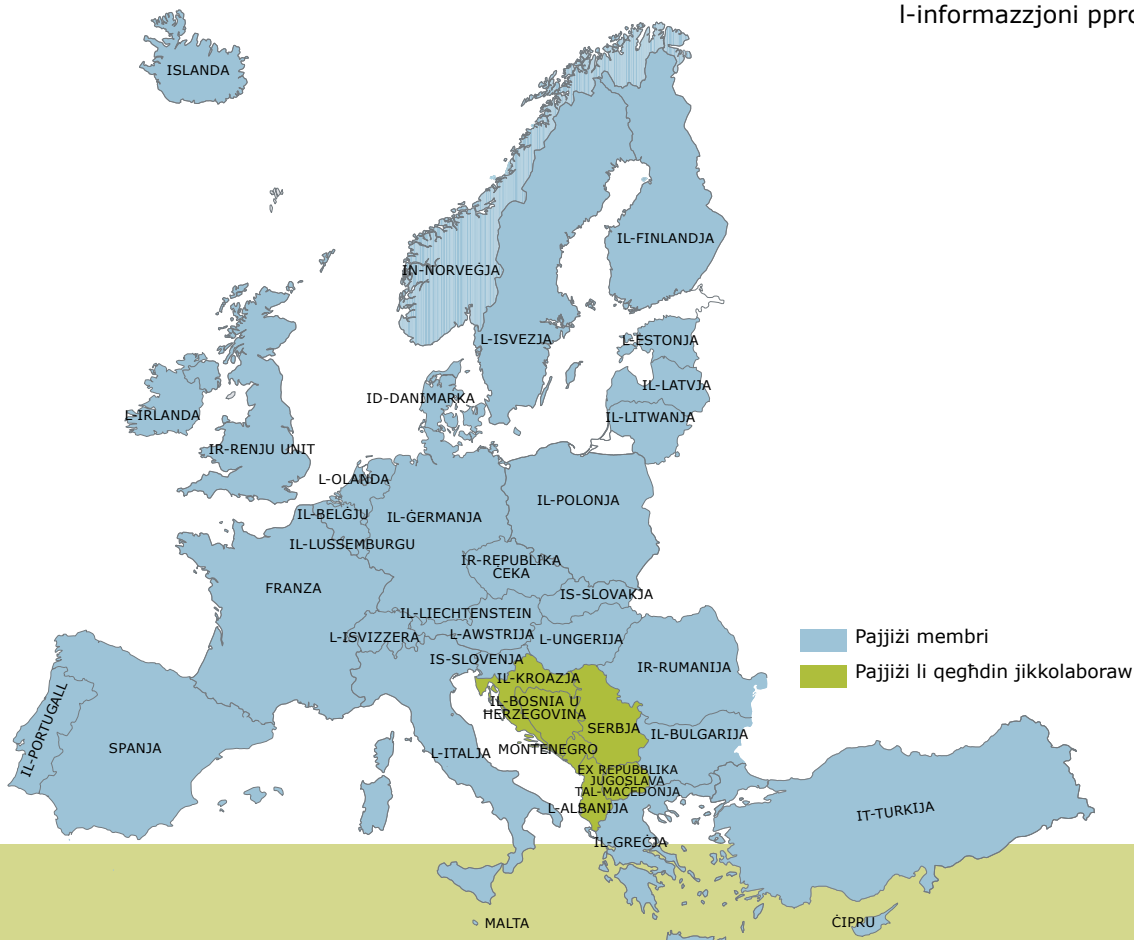 l-informazzjoni
ISLANDA
IL-FINLANDJA
IN-NORVEĠJA
L-ISVEZJA
L-ESTONJA
IL-LATVJA
ID-DANIMARKA
L-IRLANDA
IL-LITWANJA
IR-RENJU UNIT
L-OLANDA
IL-POLONJA
IL-BELĠJU
IL-ĠERMANJA
IL-LUSSEMBURGU
IR-REPUBLIKA
ĊEKA
FRANZA
IS-SLOVAKJA
IL-LIECHTENSTEIN
L-ISVIZZERA
L-AWSTRIJA
L-UNGERIJA
Pajjiżi membri
IS-SLOVENJA
IR-RUMANIJA
Pajjiżi li qegħdin jikkolaboraw
IL-KROAZJA
IL-BOSNIA U
HERZEGOVINA
IL-PORTUGALL
SPANJA
SERBJA
IL-BULGARIJA
L-ITALJA
MONTENEGRO
EX REPUBBLIKA
JUGOSLAVA
TAL-MAĊEDONJA
L-ALBANIJA
IT-TURKIJA
IL-GREĊJA
MALTA
ĊIPRU